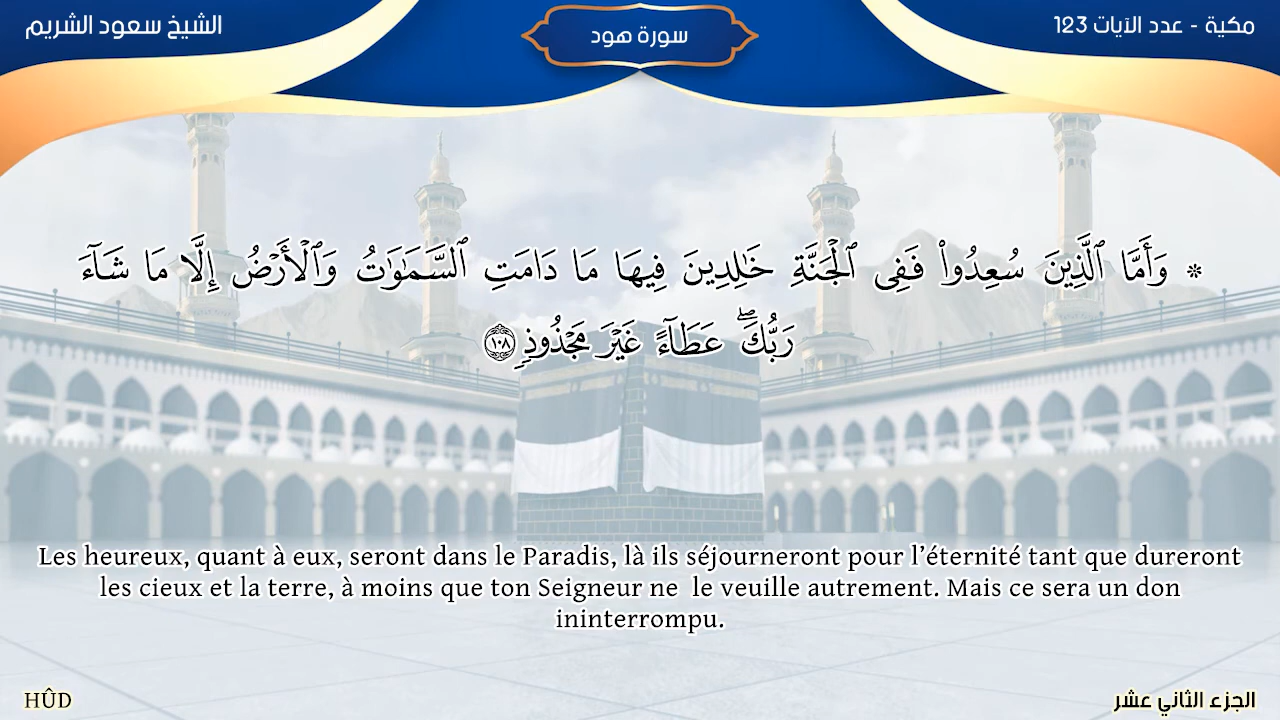 الشيخ سعود الشريم
سورة هود
مكية - عدد الآيات 123
* وَأَمَّا ٱلَّذِينَ سُعِدُوا۟ فَفِى ٱلْجَنَّةِ خَـٰلِدِينَ فِيهَا مَا دَامَتِ ٱلسَّمَـٰوَٰتُ وَٱلْأَرْضُ إِلَّا مَا شَآءَ
رَبُّكَ ۖ عَطَآءً غَيْرَ مَجْذُوذٍۢ ١٠٨
Les heureux, quant à eux, seront dans le Paradis, là ils séjourneront pour l’éternité tant que dureront
les cieux et la terre, à moins que ton Seigneur ne  le veuille autrement. Mais ce sera un don
ininterrompu.
HÛD
الجزء الثاني عشر